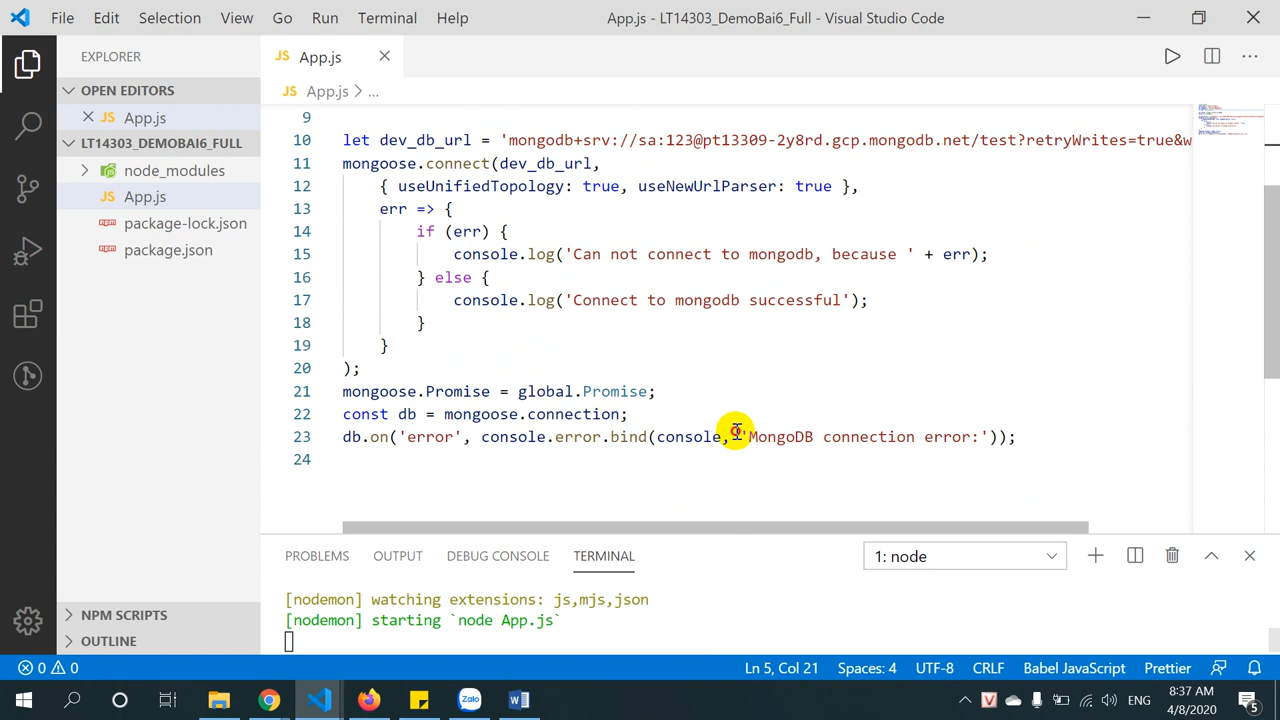 File Edit Selection View Go Run Terminal Help App.js - LT14303_DemoBai6_Full - Visual Studio Code
EXPLORER
OPEN EDITORS
App.js
LT14303_DEMOBAI6_FULL
node_modules
App.js
package-lock.json
package.json
NPM SCRIPTS
OUTLINE
JS App.js
JS App.js > ...
9
10 let dev_db_url = 'mongodb+srv://sa:123@pt13309-2y8rd.gcp.mongodb.net/test?retryWrites=true&w
11 mongoose.connect(dev_db_url,
12 { useUnifiedTopology: true, useNewUrlParser: true },
13 err => {
14 if (err) {
15 console.log('Can not connect to mongodb, because ' + err);
16 } else {
17 console.log('Connect to mongodb successful');
18 }
19 }
20 );
21 mongoose.Promise = global.Promise;
22 const db = mongoose.connection;
23 db.on('error', console.error.bind(console, 'MongoDB connection error:'));
24
PROBLEMS OUTPUT DEBUG CONSOLE TERMINAL 1: node
[nodemon] watching extensions: js,mjs,json
[nodemon] starting `node App.js`
0 0 Ln 5, Col 21 Spaces: 4 UTF-8 CRLF Babel JavaScript Prettier
Zalo
ENG
8:37 AM
4/8/2020
5